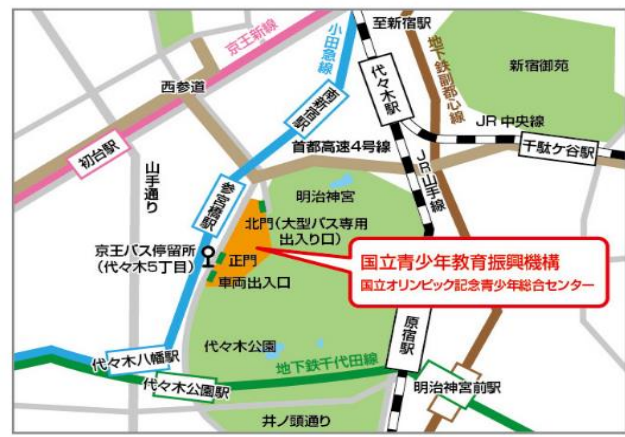 至新宿駅
京王新線
小田急線
地下鉄副都心線
新宿御苑
西参道
南新宿駅
代々木駅
JR中央線
初台駅
山手通り
首都高速4号線
千駄ケ谷駅
参宮橋駅
明治神宮
JR山手線
北門(大型バス専用
出入り口)
京王バス停留所
(代々木5丁目)
正門
車両出入口
国立青少年教育振興機構
国立オリンピック記念青少年総合センター
原宿駅
代々木公園
代々木八幡駅
地下鉄千代田線
代々木公園駅
明治神宮前駅
井ノ頭通り